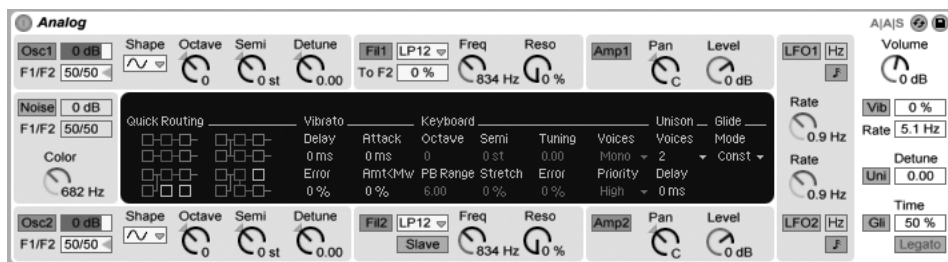 Analog A|A|S
Osc1 0 dB Shape Octave Semi Detune Fil1 LP12 Freq Reso Amp1 Pan Level LFO1 Hz Volume
F1/F2 50/50 0 0 st 0.00 To F2 0 % 834 Hz 0 % C 0 dB 0 dB
Noise 0 dB Rate Vib 0 %
F1/F2 50/50 Quick Routing Vibrato Keyboard Unison Glide 0.9 Hz Rate 5.1 Hz
Delay Attack Octave Semi Tuning Voices Voices Mode
Color 0 ms 0 ms 0 0 st 0.00 Mono 2 Const Rate Detune
Error Amt<Mw PB Range Stretch Error Priority Delay Uni 0.00
682 Hz 0 % 0 % 6.00 0 % 0 % High 0 ms 0.9 Hz
Osc2 0 dB Shape Octave Semi Detune Fil2 LP12 Freq Reso Amp2 Pan Level LFO2 Hz Time
Gli 50 %
F1/F2 50/50 0 0 st 0.00 Slave 834 Hz 0 % C 0 dB Legato